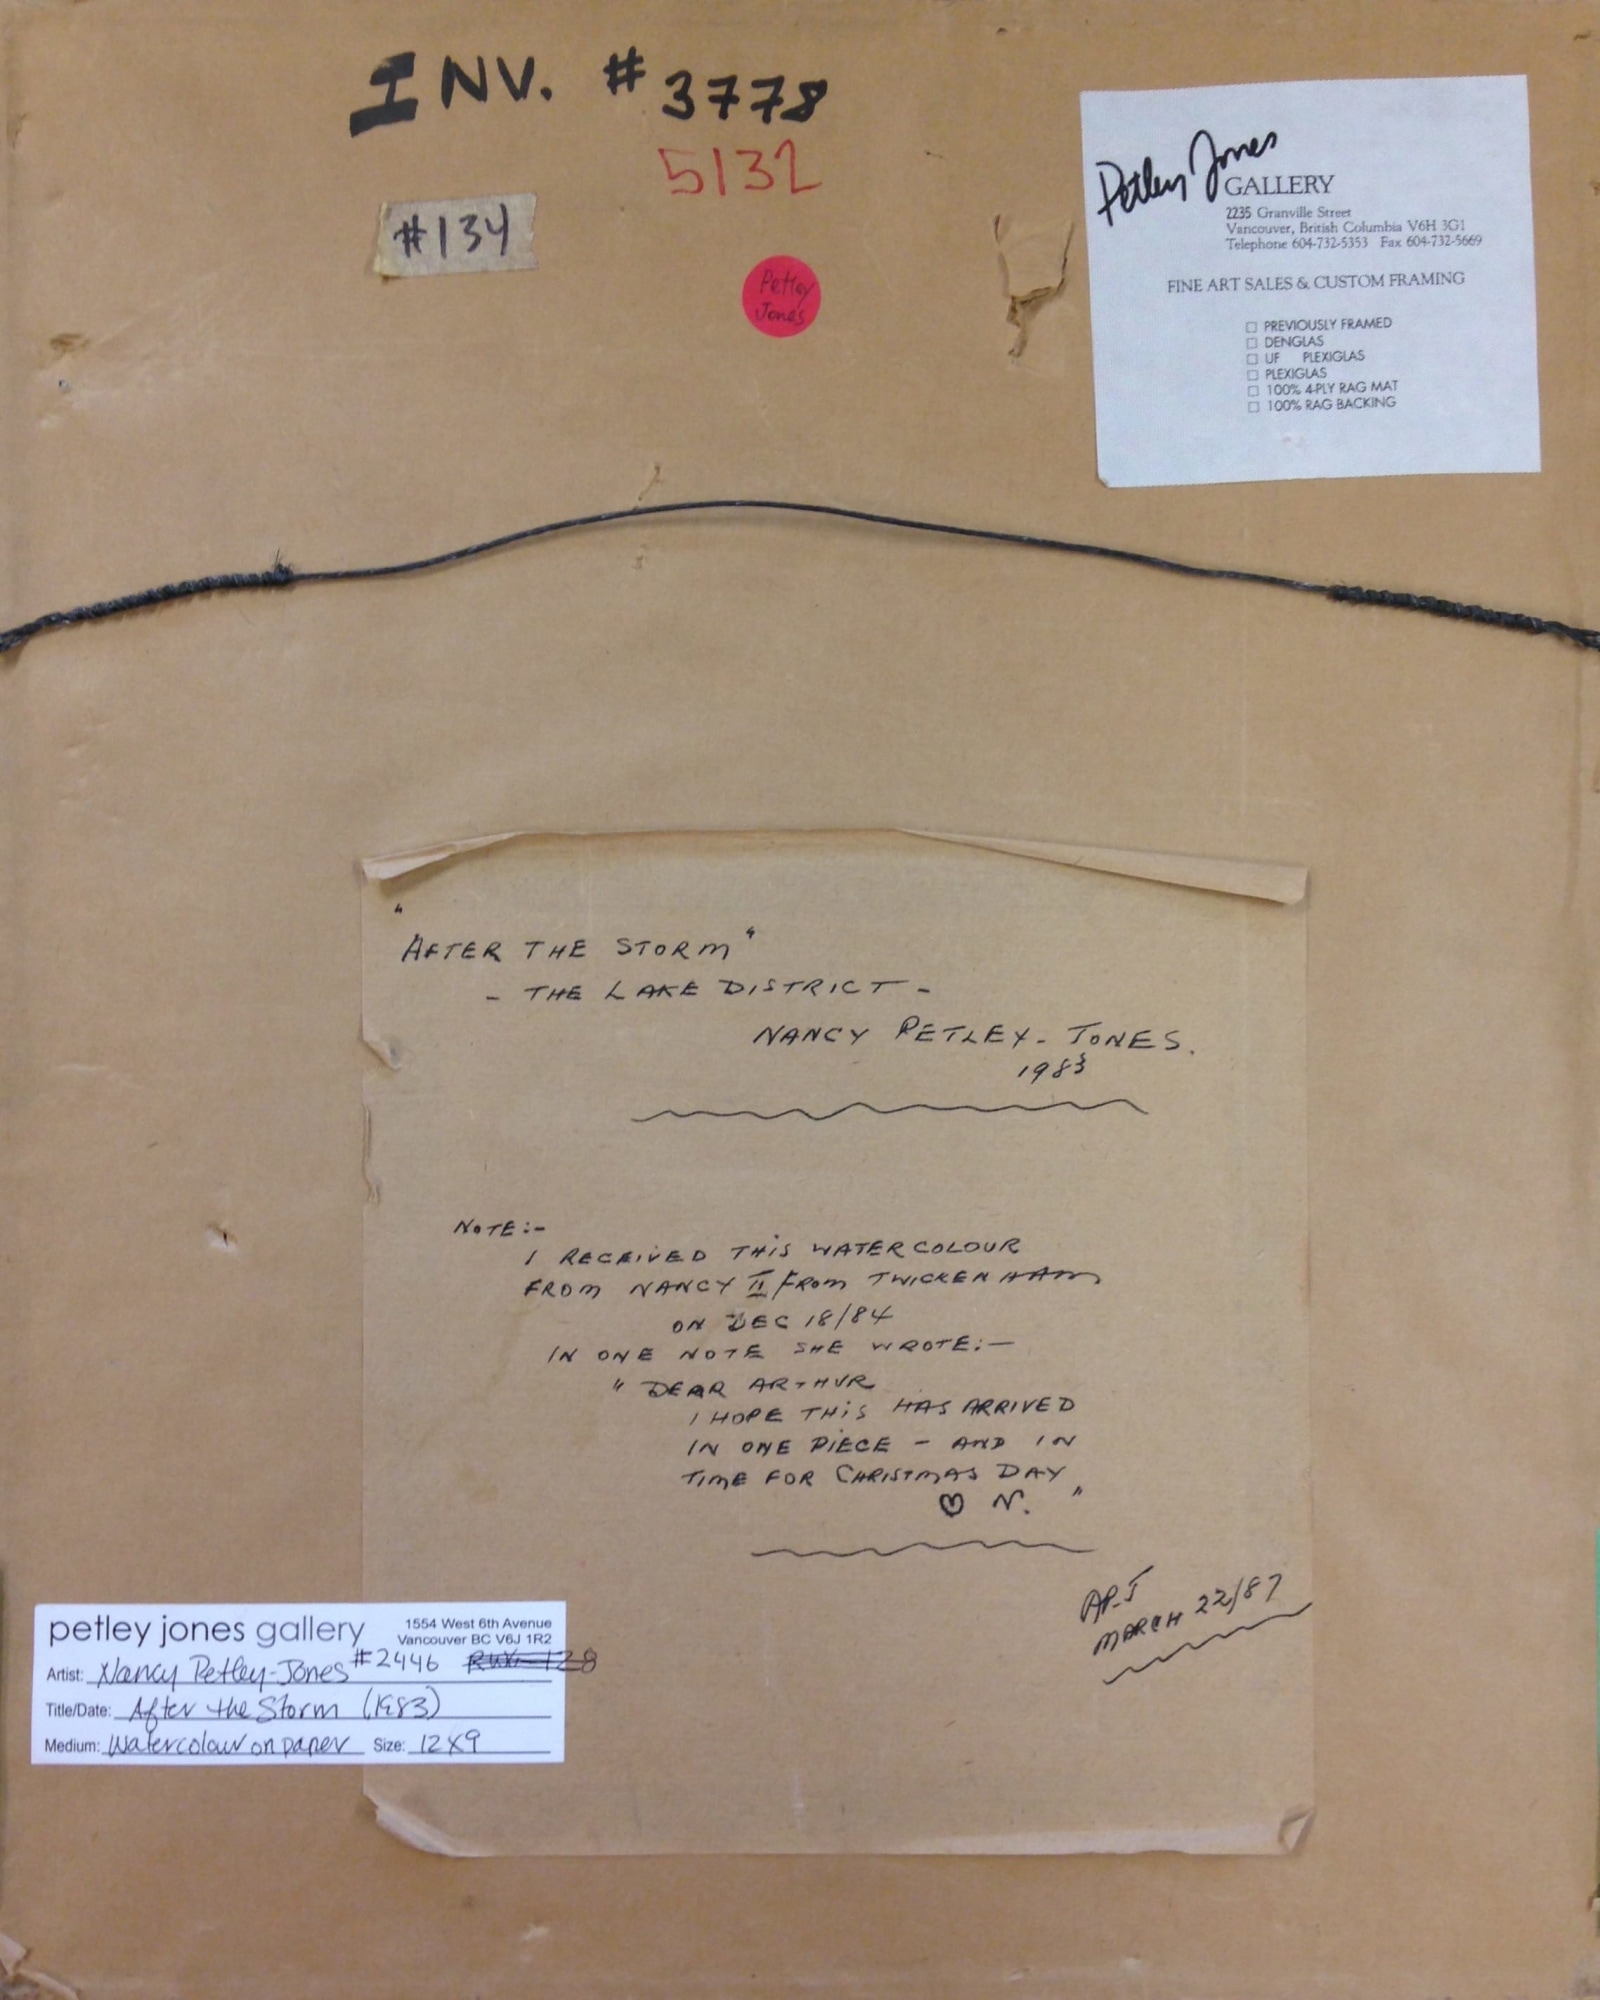 INV. # 3778
5132
#134
Petley
Jones
Petley Jones
GALLERY
2235 Granville Street
Vancouver, British Columbia V6H 3G1
Telephone 604-732-5353 Fax 604-732-5669
FINE ART SALES & CUSTOM FRAMING
☐ PREVIOUSLY FRAMED
☐ DENGLAS
☐ UF PLEXIGLAS
☐ PLEXIGLAS
☐ 100% 4-PLY RAG MAT
☐ 100% RAG BACKING
"AFTER THE STORM"
- THE LAKE DISTRICT -
NANCY PETLEY-JONES.
1983
NOTE:-
I RECEIVED THIS WATERCOLOUR
FROM NANCY II FROM TWICKENHAM
ON DEC 18/84
IN ONE NOTE SHE WROTE:-
"DEAR ARTHUR
I HOPE THIS HAS ARRIVED
IN ONE PIECE - AND IN
TIME FOR CHRISTMAS DAY
♡ N. "
AP.J
MARCH 22/87
petley jones gallery
1554 West 6th Avenue
Vancouver BC V6J 1R2
Artist: Nancy Petley-Jones #2446
Title/Date: After the Storm (1983)
Medium: Watercolour on paper Size: 12x9